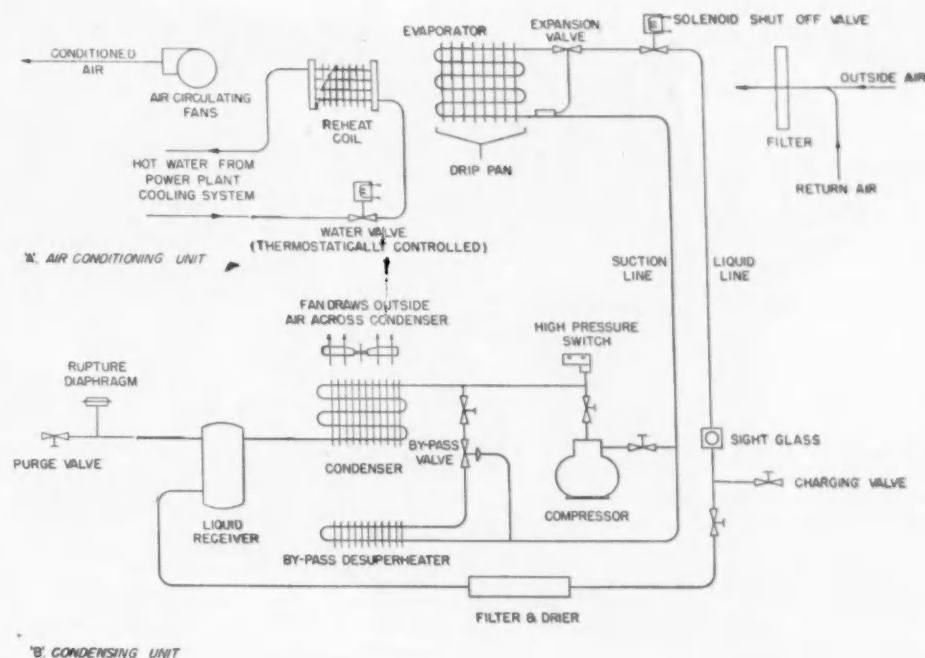 CONDITIONED
AIR
AIR CIRCULATING
FANS
REHEAT
COIL
HOT WATER FROM
POWER PLANT
COOLING SYSTEM
WATER VALVE
(THERMOSTATICALLY CONTROLLED)
EVAPORATOR
EXPANSION
VALVE
SOLENOID SHUT OFF VALVE
DRIP PAN
OUTSIDE AIR
FILTER
RETURN AIR
'A'. AIR CONDITIONING UNIT
SUCTION
LINE
LIQUID
LINE
FAN DRAWS OUTSIDE
AIR ACROSS CONDENSER
HIGH PRESSURE
SWITCH
RUPTURE
DIAPHRAGM
PURGE VALVE
CONDENSER
BY-PASS
VALVE
SIGHT GLASS
CHARGING VALVE
LIQUID
RECEIVER
COMPRESSOR
BY-PASS DESUPERHEATER
FILTER & DRIER
'B'. CONDENSING UNIT